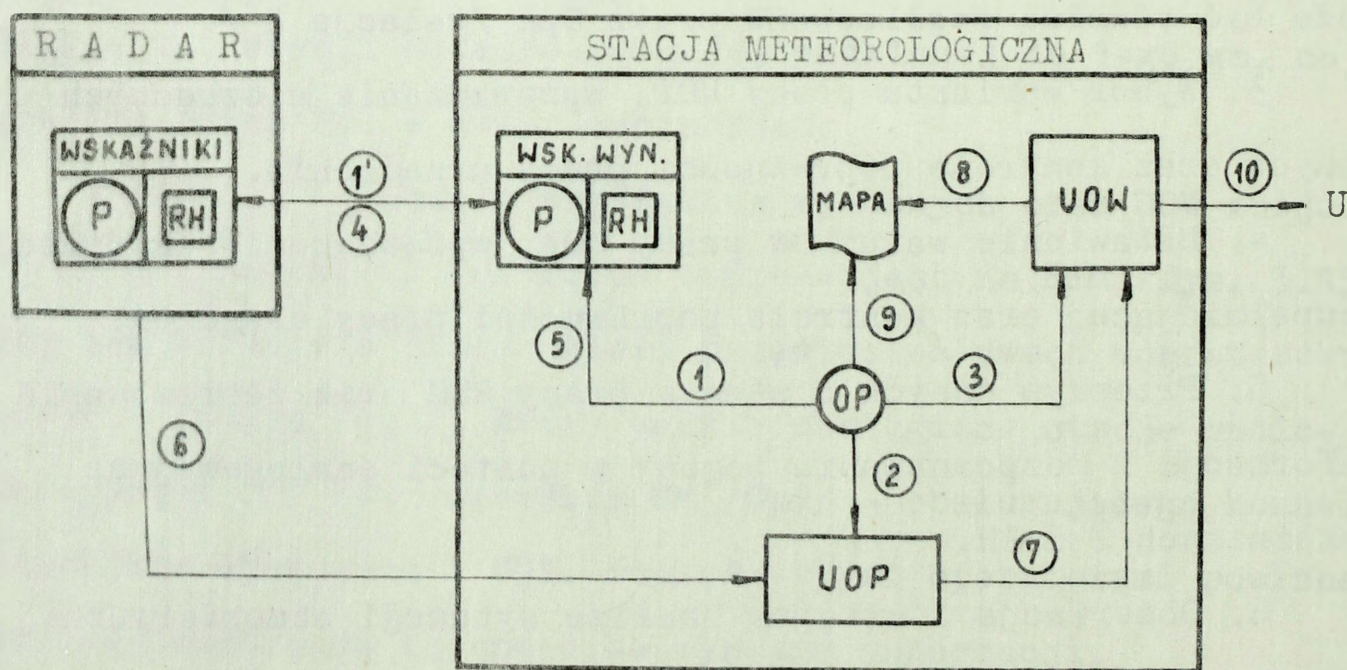 RADAR
STACJA METEOROLOGICZNA
WSKAŹNIKI
P
RH
1'
4
WSK. WYN.
P
RH
MAPA
8
UOW
10
U
5
9
1
OP
3
6
2
UOP
7